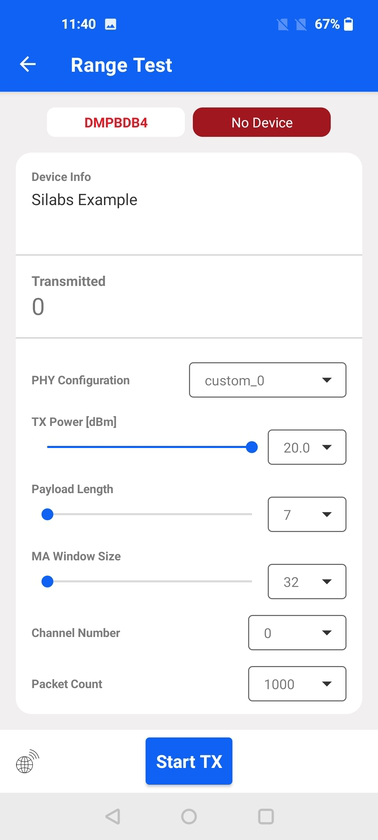 11:40
67%
Range Test
DMPBDB4
No Device
Device Info
Silabs Example
Transmitted
0
PHY Configuration
custom_0
TX Power [dBm]
20.0
Payload Length
7
MA Window Size
32
Channel Number
0
Packet Count
1000
Start TX